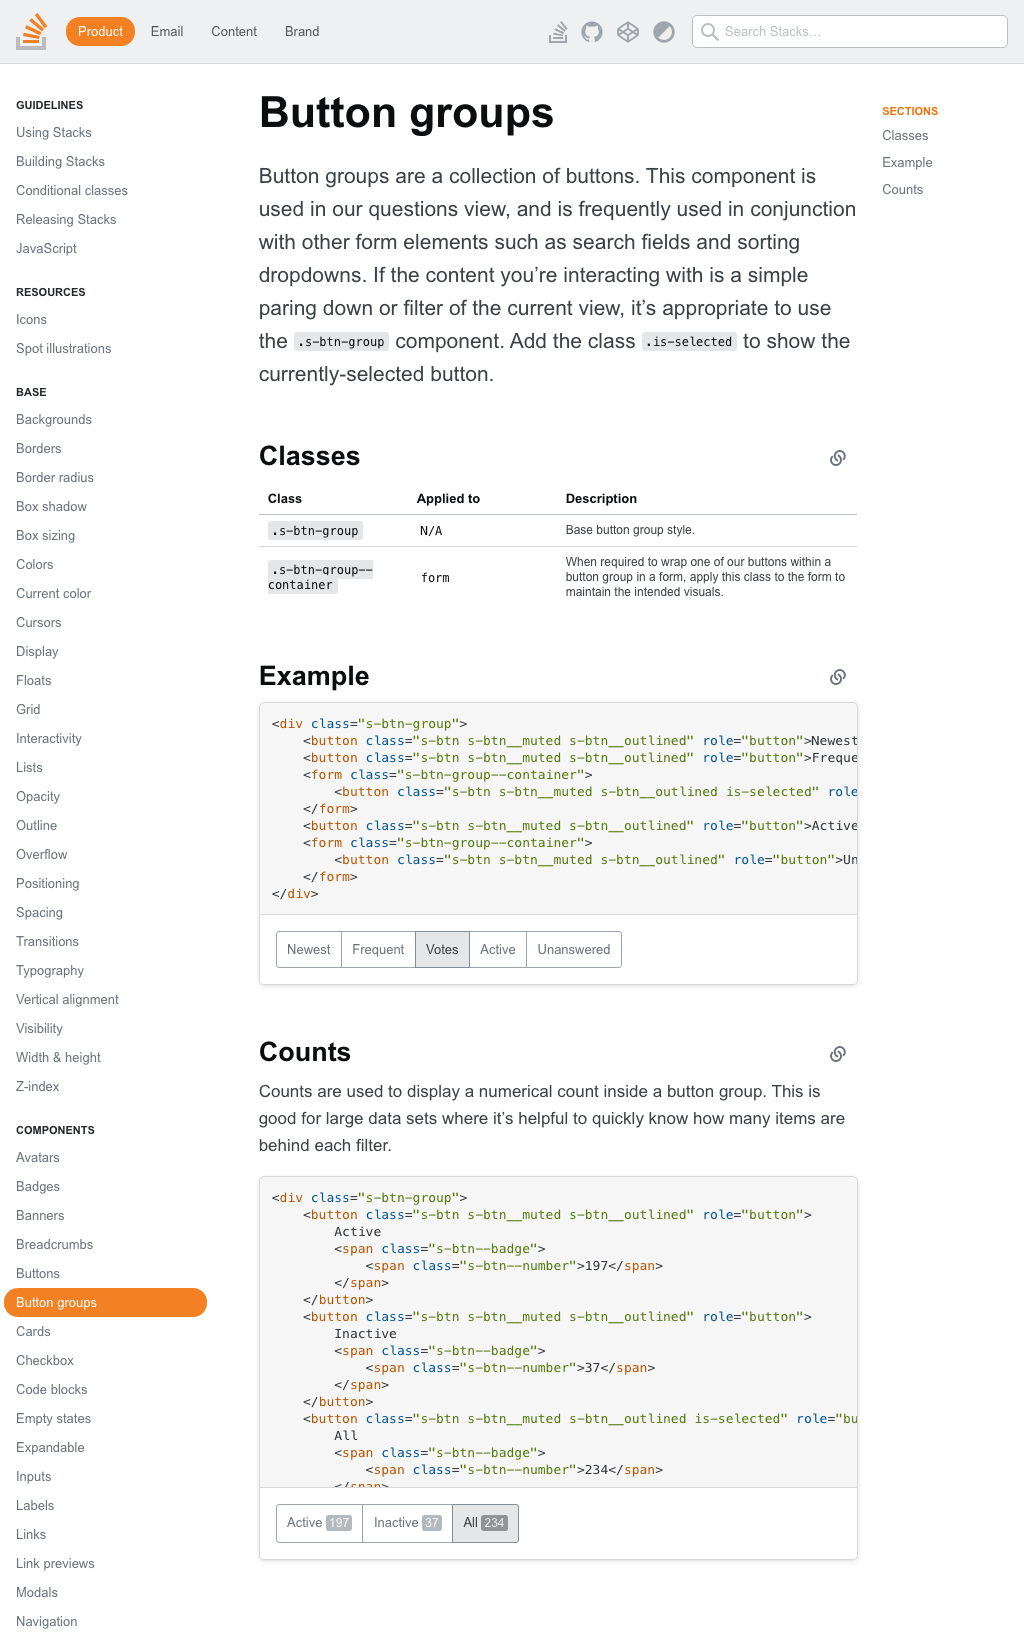 Product Email Content Brand
Search Stacks...
GUIDELINES
Using Stacks
Building Stacks
Conditional classes
Releasing Stacks
JavaScript
RESOURCES
Icons
Spot illustrations
BASE
Backgrounds
Borders
Border radius
Box shadow
Box sizing
Colors
Current color
Cursors
Display
Floats
Grid
Interactivity
Lists
Opacity
Outline
Overflow
Positioning
Spacing
Transitions
Typography
Vertical alignment
Visibility
Width & height
Z-index
COMPONENTS
Avatars
Badges
Banners
Breadcrumbs
Buttons
Button groups
Cards
Checkbox
Code blocks
Empty states
Expandable
Inputs
Labels
Links
Link previews
Modals
Navigation
Button groups
Button groups are a collection of buttons. This component is
used in our questions view, and is frequently used in conjunction
with other form elements such as search fields and sorting
dropdowns. If the content you’re interacting with is a simple
paring down or filter of the current view, it’s appropriate to use
the .s-btn-group component. Add the class .is-selected to show the
currently-selected button.
Classes
Class Applied to Description
.s-btn-group N/A Base button group style.
.s-btn-group--
container
form
When required to wrap one of our buttons within a
button group in a form, apply this class to the form to
maintain the intended visuals.
Example
<div class="s-btn-group">
    <button class="s-btn s-btn__muted s-btn__outlined" role="button">Newest
    <button class="s-btn s-btn__muted s-btn__outlined" role="button">Freque
    <form class="s-btn-group--container">
        <button class="s-btn s-btn__muted s-btn__outlined is-selected" role
    </form>
    <button class="s-btn s-btn__muted s-btn__outlined" role="button">Active
    <form class="s-btn-group--container">
        <button class="s-btn s-btn__muted s-btn__outlined" role="button">Un
    </form>
</div>
Newest Frequent Votes Active Unanswered
Counts
Counts are used to display a numerical count inside a button group. This is
good for large data sets where it’s helpful to quickly know how many items are
behind each filter.
<div class="s-btn-group">
    <button class="s-btn s-btn__muted s-btn__outlined" role="button">
        Active
        <span class="s-btn--badge">
            <span class="s-btn--number">197</span>
        </span>
    </button>
    <button class="s-btn s-btn__muted s-btn__outlined" role="button">
        Inactive
        <span class="s-btn--badge">
            <span class="s-btn--number">37</span>
        </span>
    </button>
    <button class="s-btn s-btn__muted s-btn__outlined is-selected" role="bu
        All
        <span class="s-btn--badge">
            <span class="s-btn--number">234</span>
        </span>
Active 197 Inactive 37 All 234
SECTIONS
Classes
Example
Counts